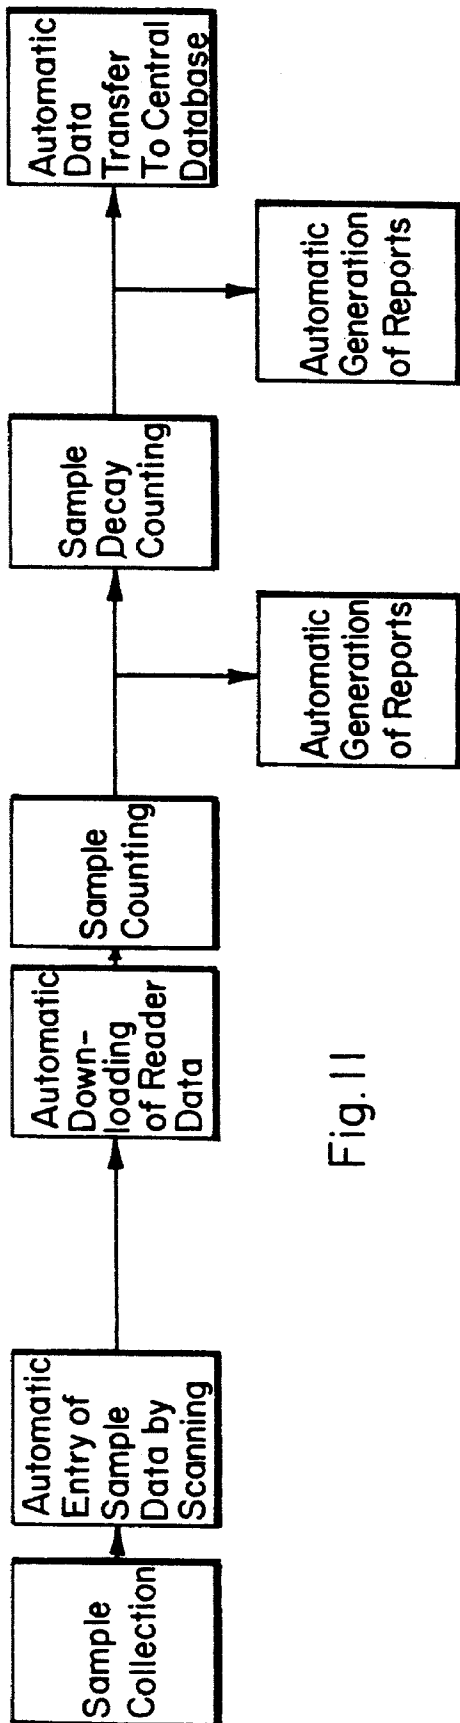 Sample
Collection
Automatic
Entry of
Sample
Data by
Scanning
Automatic
Down-
loading
of Reader
Data
Sample
Counting
Automatic
Generation
of Reports
Sample
Decay
Counting
Automatic
Generation
of Reports
Automatic
Data
Transfer
To Central
Database
Fig. 11